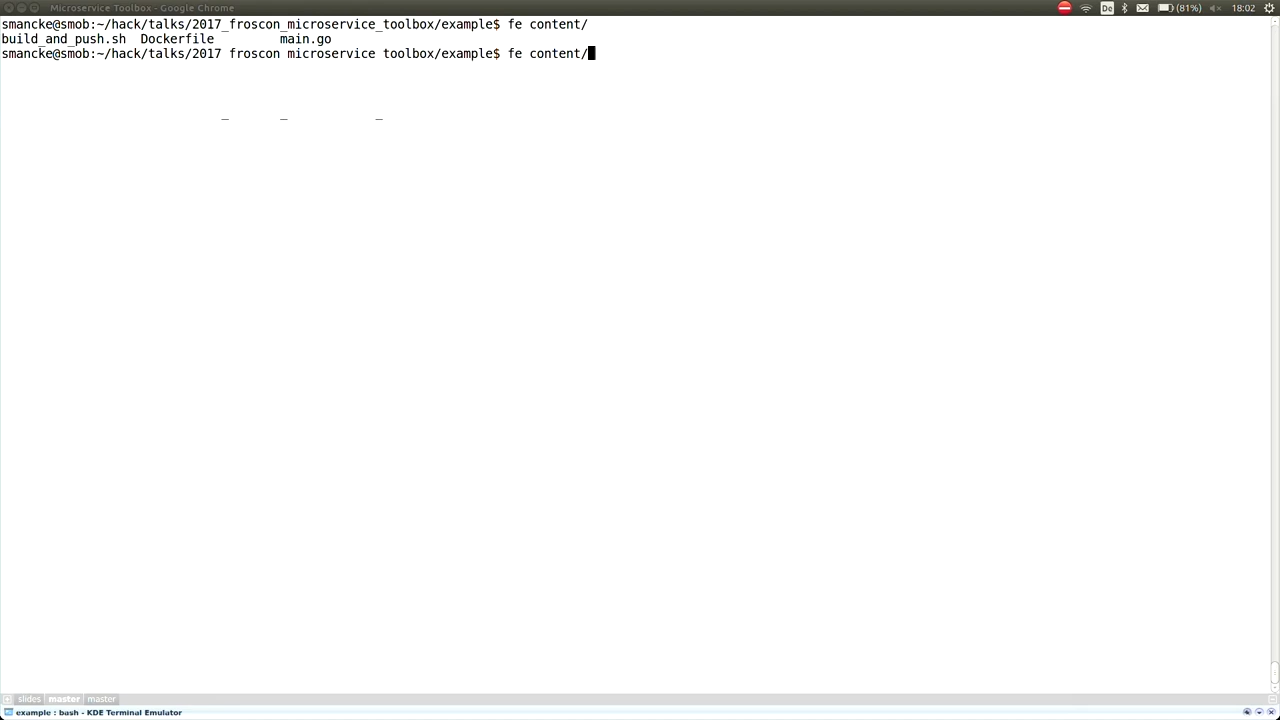 Microservice Toolbox - Google Chrome
De
(81%)
18:02
smancke@smob:~/hack/talks/2017_froscon_microservice_toolbox/example$ fe content/
build_and_push.sh  Dockerfile         main.go
smancke@smob:~/hack/talks/2017 froscon microservice toolbox/example$ fe content/
_ _ _
slides master master
example : bash - KDE Terminal Emulator